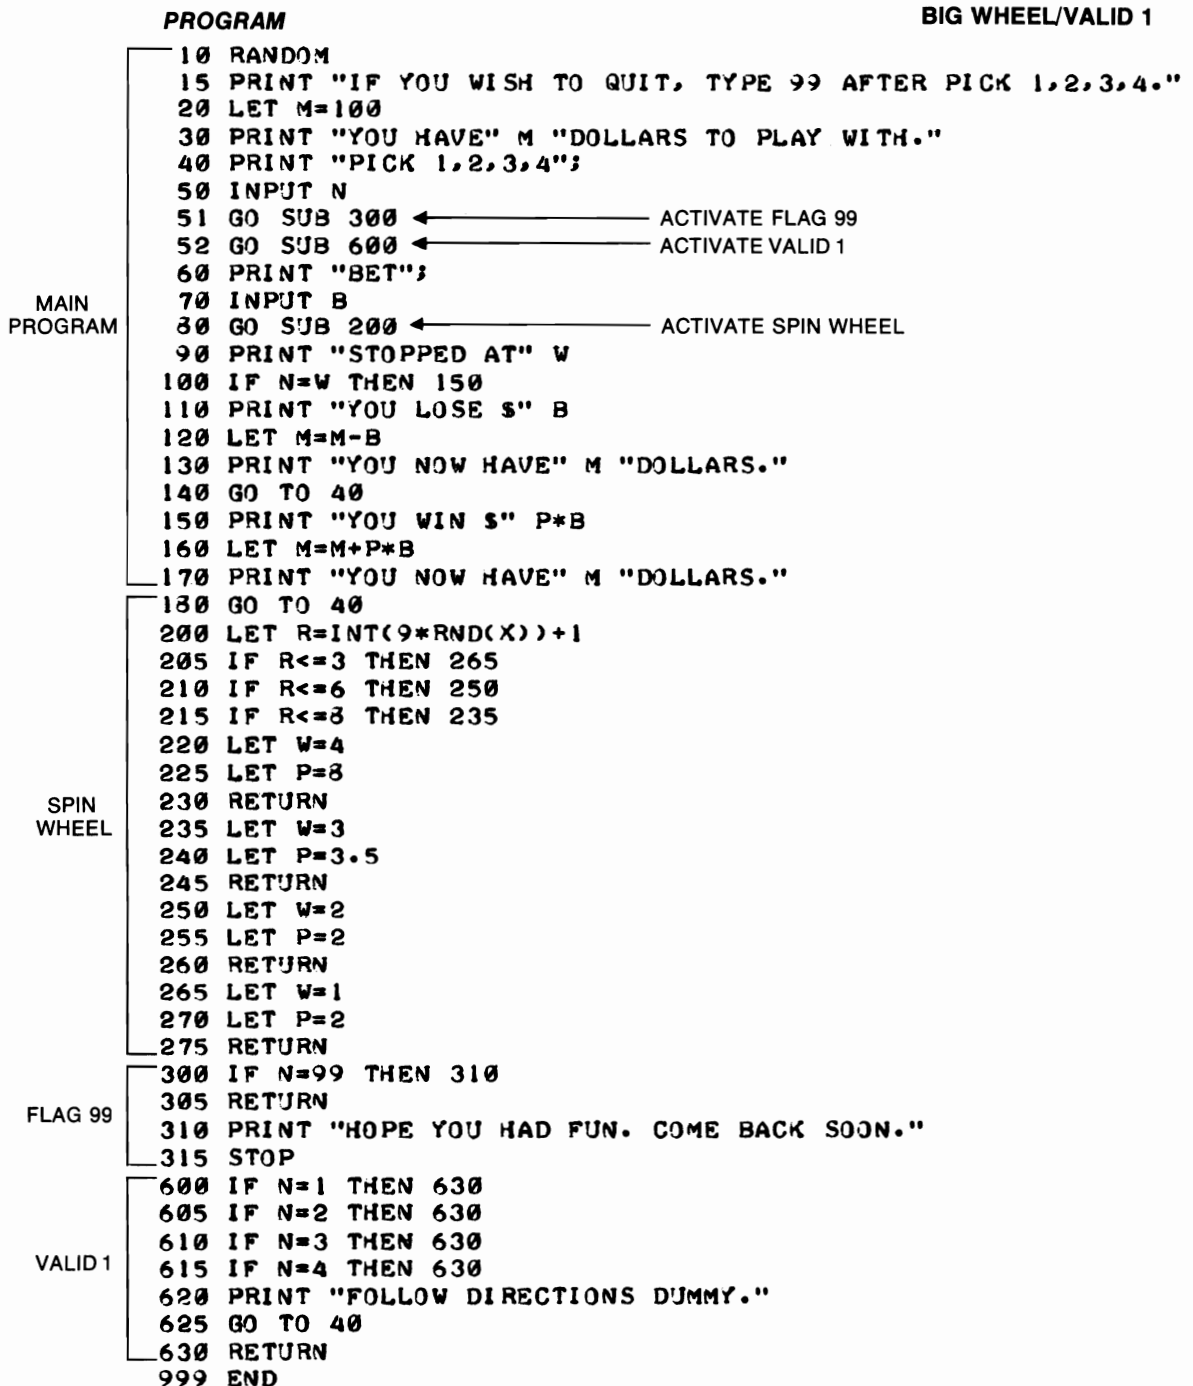 PROGRAM
BIG WHEEL/VALID 1
10 RANDOM
15 PRINT "IF YOU WISH TO QUIT, TYPE 99 AFTER PICK 1,2,3,4."
20 LET M=100
30 PRINT "YOU HAVE" M "DOLLARS TO PLAY WITH."
40 PRINT "PICK 1,2,3,4";
50 INPUT N
51 GO SUB 300 ACTIVATE FLAG 99
52 GO SUB 600 ACTIVATE VALID 1
60 PRINT "BET";
70 INPUT B
80 GO SUB 200 ACTIVATE SPIN WHEEL
90 PRINT "STOPPED AT" W
100 IF N=W THEN 150
110 PRINT "YOU LOSE $" B
120 LET M=M-B
130 PRINT "YOU NOW HAVE" M "DOLLARS."
140 GO TO 40
150 PRINT "YOU WIN $" P*B
160 LET M=M+P*B
170 PRINT "YOU NOW HAVE" M "DOLLARS."
MAIN
PROGRAM
180 GO TO 40
200 LET R=INT(9*RND(X))+1
205 IF R<=3 THEN 265
210 IF R<=6 THEN 250
215 IF R<=8 THEN 235
220 LET W=4
225 LET P=8
230 RETURN
235 LET W=3
240 LET P=3.5
245 RETURN
250 LET W=2
255 LET P=2
260 RETURN
265 LET W=1
270 LET P=2
275 RETURN
SPIN
WHEEL
300 IF N=99 THEN 310
305 RETURN
310 PRINT "HOPE YOU HAD FUN. COME BACK SOON."
315 STOP
FLAG 99
600 IF N=1 THEN 630
605 IF N=2 THEN 630
610 IF N=3 THEN 630
615 IF N=4 THEN 630
620 PRINT "FOLLOW DIRECTIONS DUMMY."
625 GO TO 40
630 RETURN
VALID 1
999 END